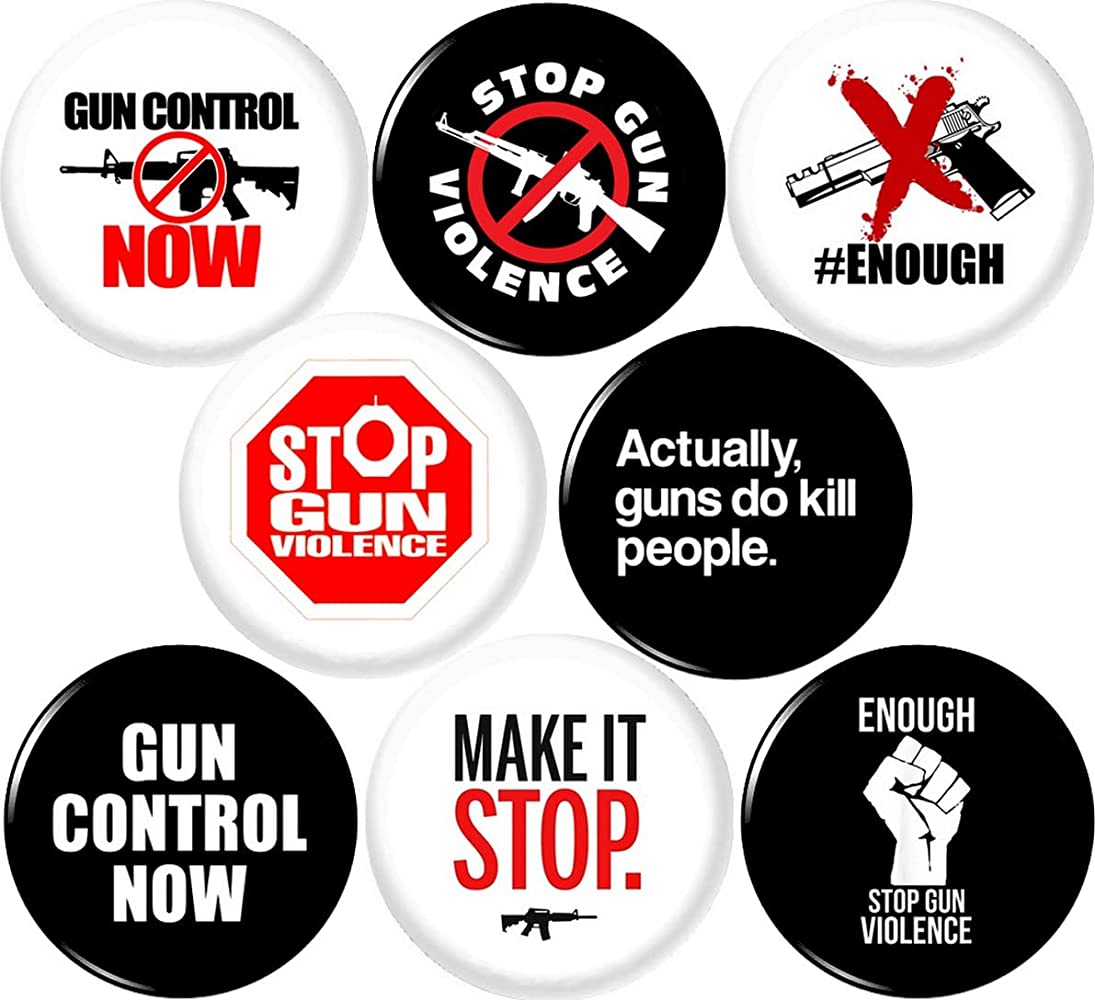 GUN CONTROL
NOW
STOP GUN
VIOLENCE
#ENOUGH
STOP
GUN
VIOLENCE
Actually,
guns do kill
people.
GUN
CONTROL
NOW
MAKE IT
STOP.
ENOUGH
STOP GUN
VIOLENCE